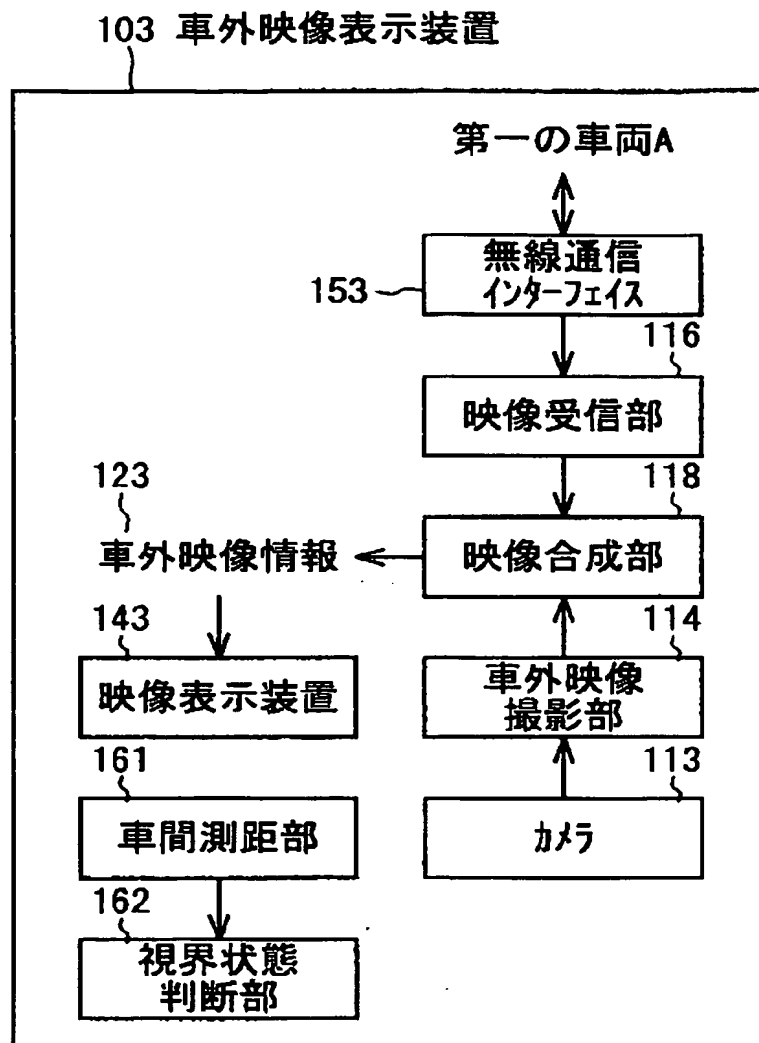 103 車外映像表示装置
第一の車両A
無線通信
インターフェイス
153
116
映像受信部
123
118
車外映像情報
映像合成部
143
114
映像表示装置
車外映像
撮影部
161
113
車間測距部
カメラ
162
視界状態
判断部